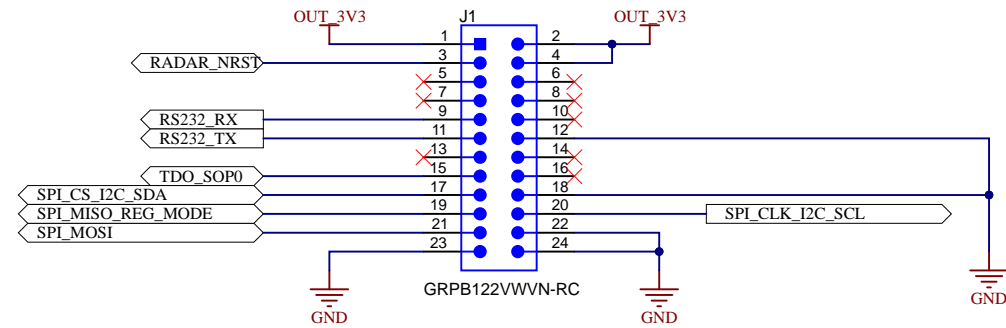 J1
OUT_3V3 OUT_3V3
1 2
RADAR_NRST 3 4
5 6
7 8
RS232_RX 9 10
RS232_TX 11 12
13 14
TDO_SOP0 15 16
SPI_CS_I2C_SDA 17 18
SPI_MISO_REG_MODE 19 20 SPI_CLK_I2C_SCL
SPI_MOSI 21 22
23 24
GRPB122VWVN-RC
GND
GND GND